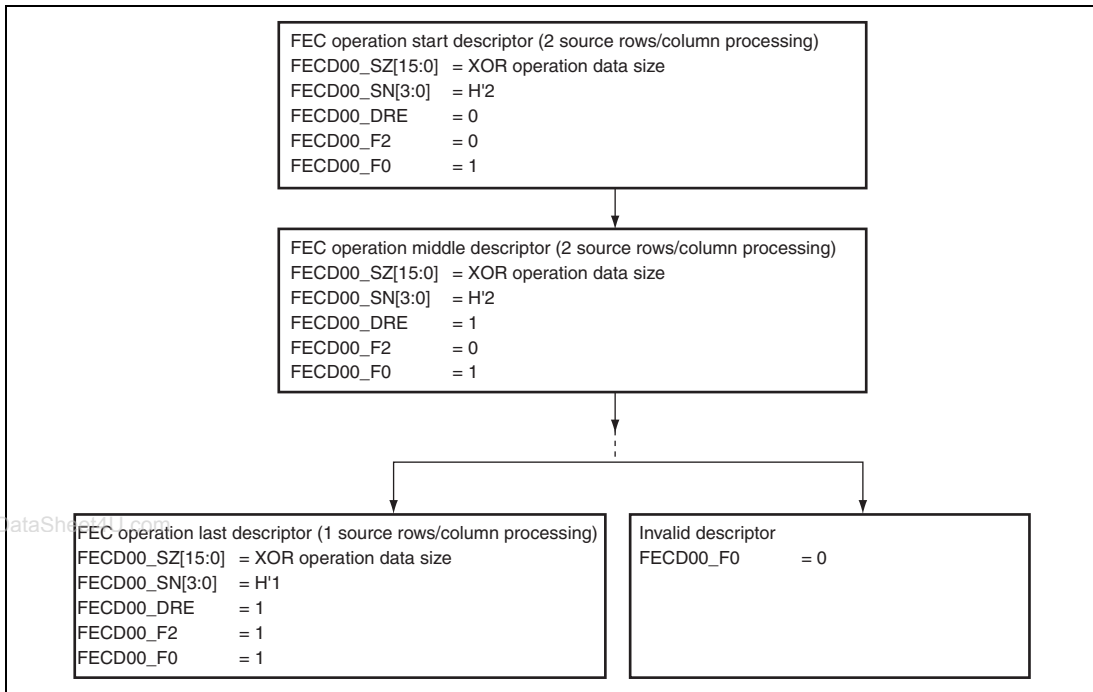 FEC operation start descriptor (2 source rows/column processing)
FECD00_SZ[15:0] = XOR operation data size
FECD00_SN[3:0] = H'2
FECD00_DRE = 0
FECD00_F2 = 0
FECD00_F0 = 1
FEC operation middle descriptor (2 source rows/column processing)
FECD00_SZ[15:0] = XOR operation data size
FECD00_SN[3:0] = H'2
FECD00_DRE = 1
FECD00_F2 = 0
FECD00_F0 = 1
FEC operation last descriptor (1 source rows/column processing)
FECD00_SZ[15:0] = XOR operation data size
FECD00_SN[3:0] = H'1
FECD00_DRE = 1
FECD00_F2 = 1
FECD00_F0 = 1
Invalid descriptor
FECD00_F0 = 0